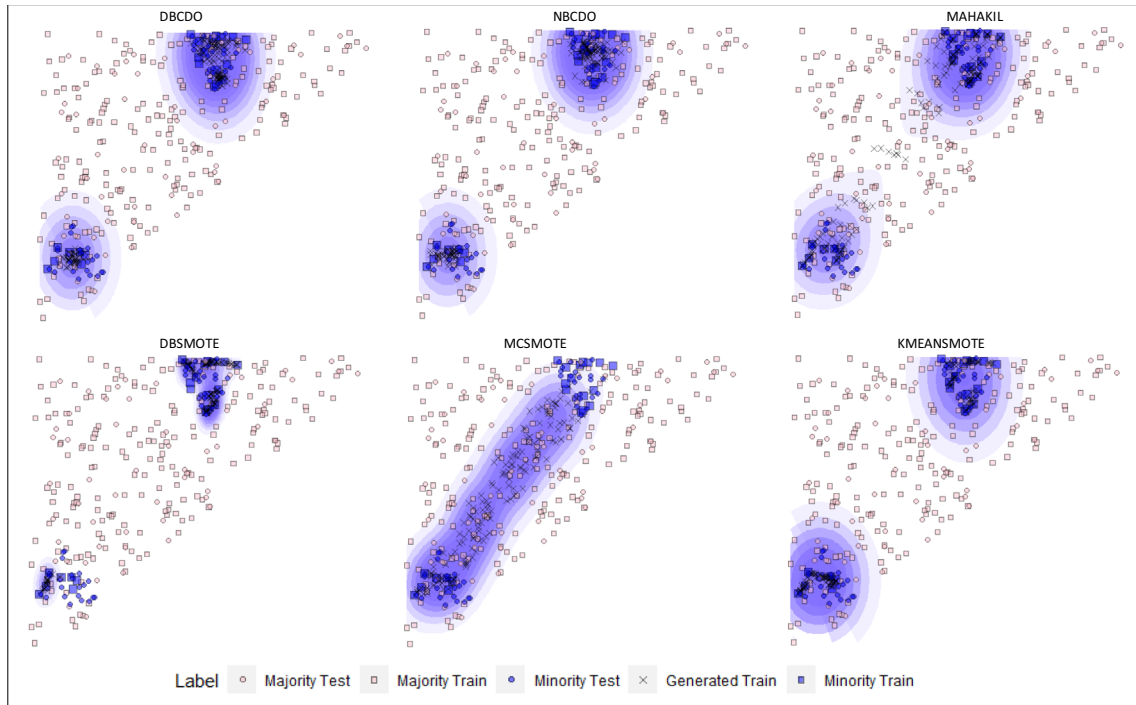 DBCDO NBCDO MAHAKIL
DBSMOTE MCSMOTE KMEANSMOTE
Label Majority Test Majority Train Minority Test Generated Train Minority Train